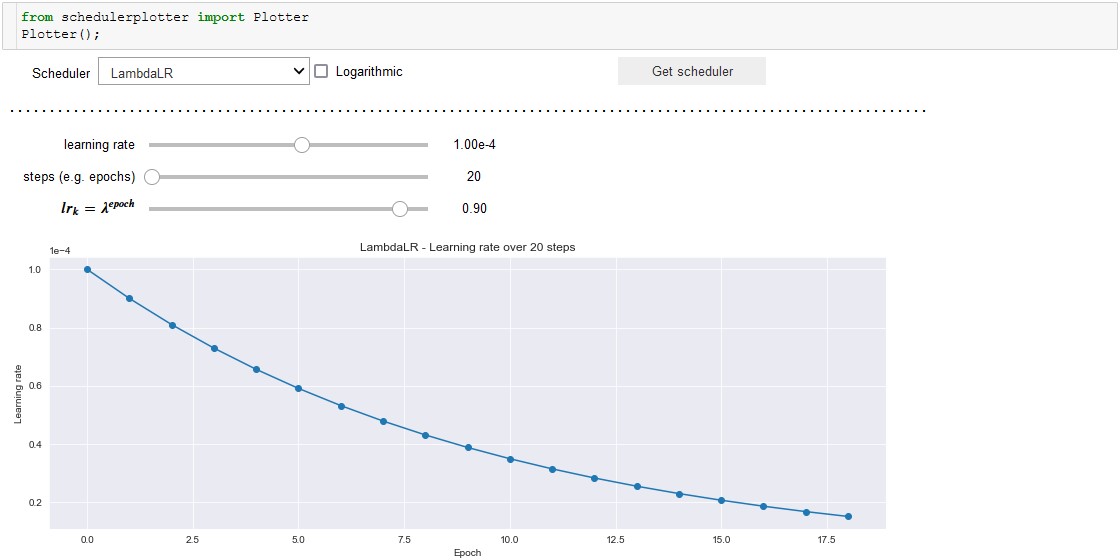 from schedulerplotter import Plotter
Plotter();
Scheduler LambdaLR Logarithmic Get scheduler
learning rate 1.00e-4
steps (e.g. epochs) 20
lrₖ = λᵉᵖᵒᶜʰ 0.90
LambdaLR - Learning rate over 20 steps
1e−4
1.0
0.8
0.6
0.4
0.2
Learning rate
0.0 2.5 5.0 7.5 10.0 12.5 15.0 17.5
Epoch